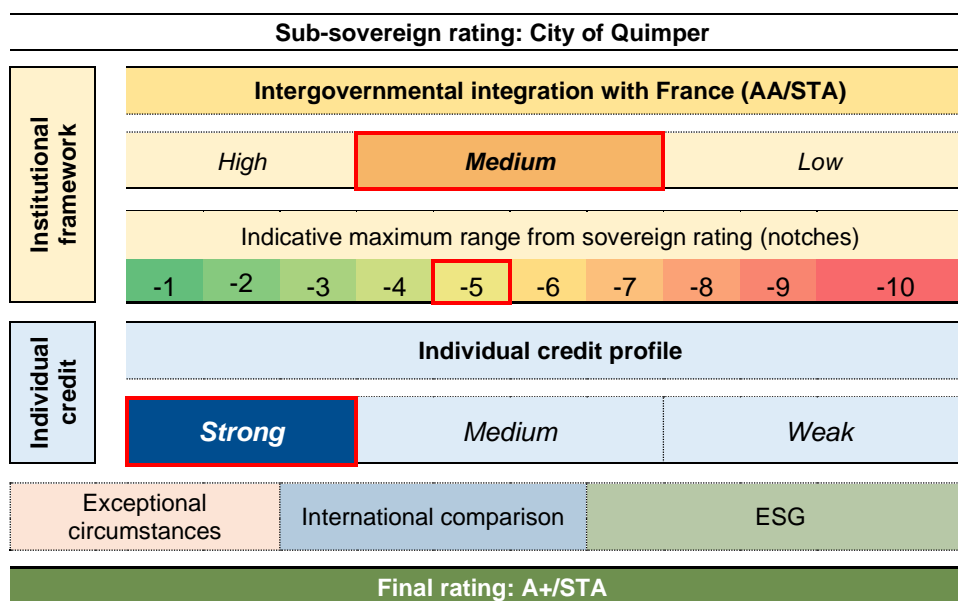 Sub-sovereign rating: City of Quimper
Institutional
framework
Intergovernmental integration with France (AA/STA)
High Medium Low
Indicative maximum range from sovereign rating (notches)
-1 -2 -3 -4 -5 -6 -7 -8 -9 -10
Individual
credit
Individual credit profile
Strong Medium Weak
Exceptional
circumstances
International comparison
ESG
Final rating: A+/STA